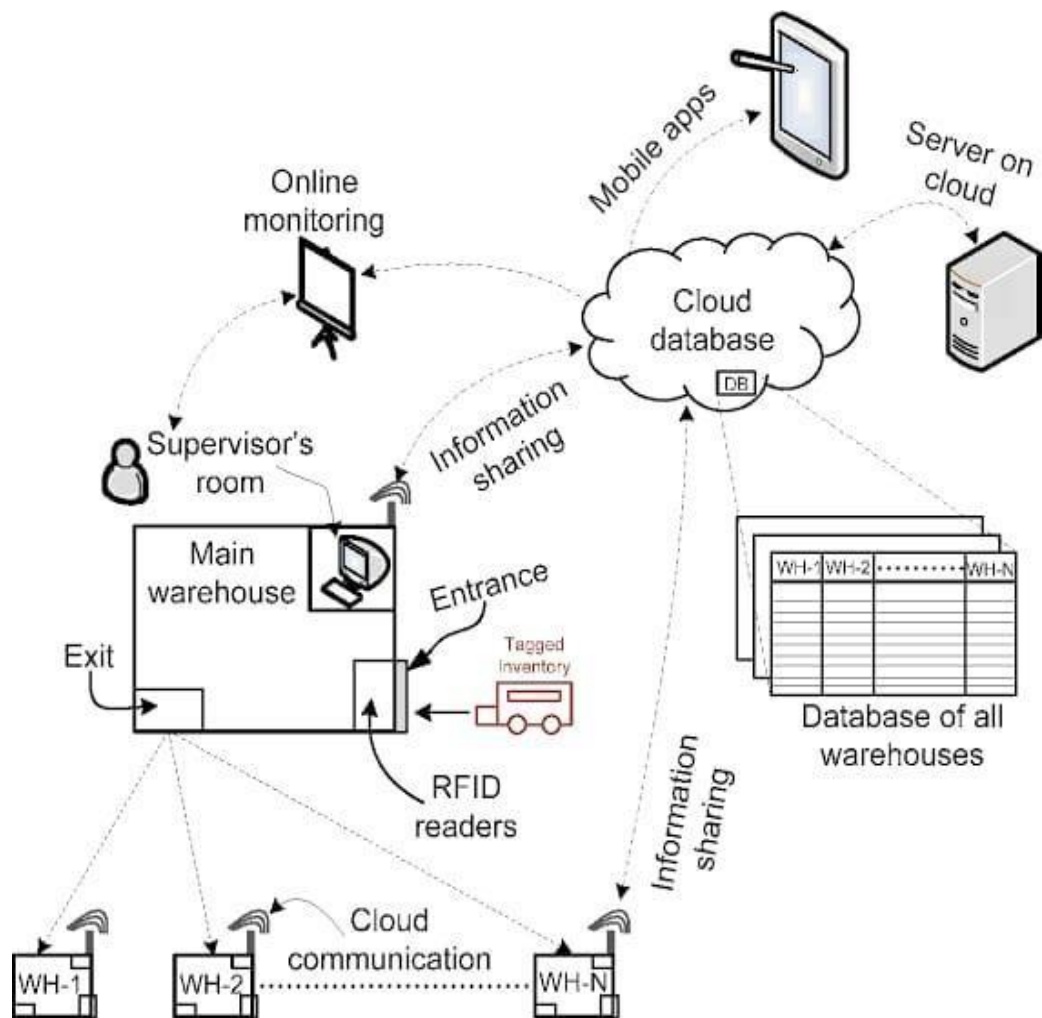 Mobile apps
Server on
cloud
Online
monitoring
Cloud
database
DB
Information
sharing
Supervisor's
room
Main
warehouse
Entrance
Tagged
Inventory
Exit
RFID
readers
WH-1 WH-2 ......... WH-N
Database of all
warehouses
Information
sharing
Cloud
communication
WH-1
WH-2
WH-N